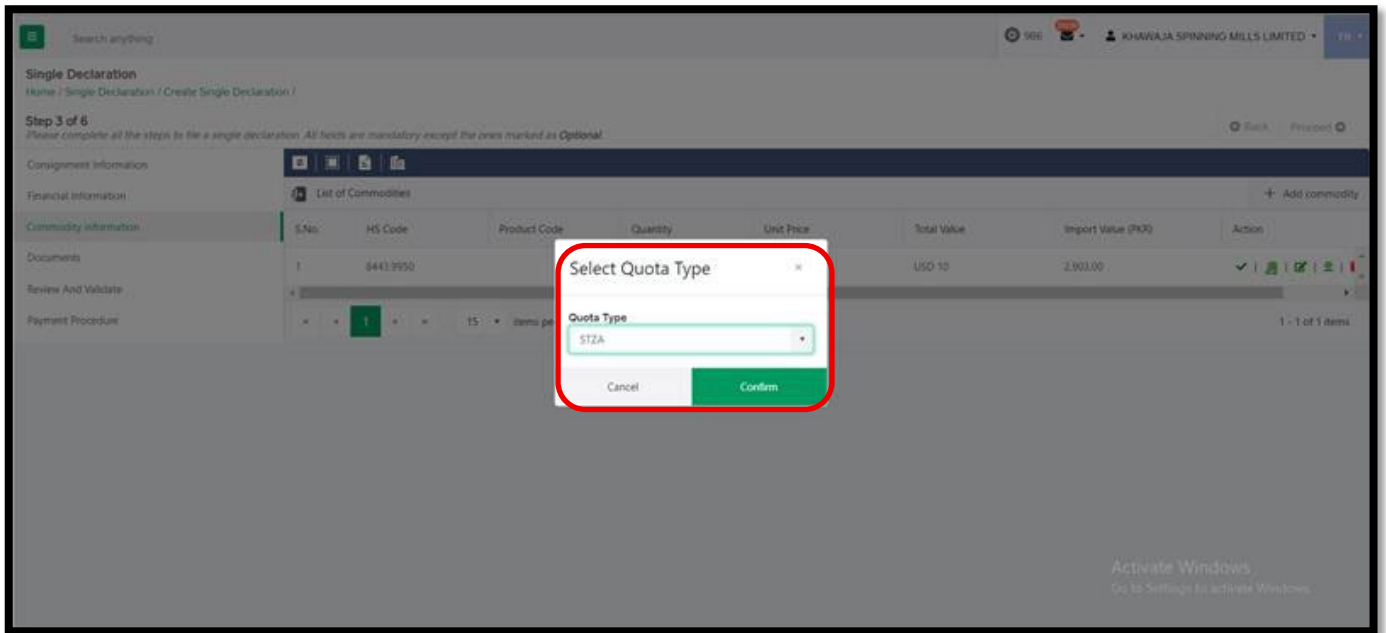 Search anything
986
KHAWAJA SPINNING MILLS LIMITED
EN
Single Declaration
Home / Single Declaration / Create Single Declaration /
Step 3 of 6
Please complete all the steps to file a single declaration. All fields are mandatory except the ones marked as Optional.
Back Proceed
Consignment Information
Financial Information
List of Commodities
+ Add commodity
Commodity Information
S.No. HS Code Product Code Quantity Unit Price Total Value Import Value (PKR) Action
Documents
1 8443.9950 USD 10 2,903.00
Select Quota Type
Review And Validate
Payment Procedure
1 15 items pe
1 - 1 of 1 items
Quota Type
STZA
Cancel Confirm
Activate Windows
Go to Settings to activate Windows.